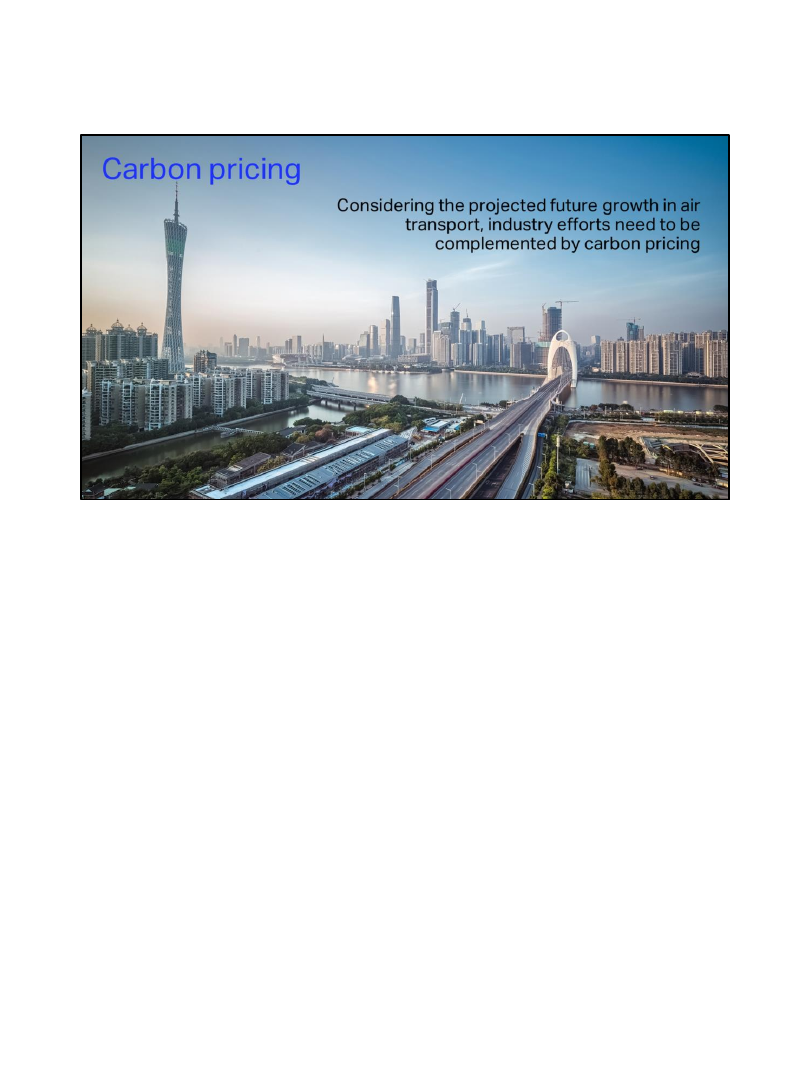 Carbon pricing
Considering the projected future growth in air
transport, industry efforts need to be
complemented by carbon pricing